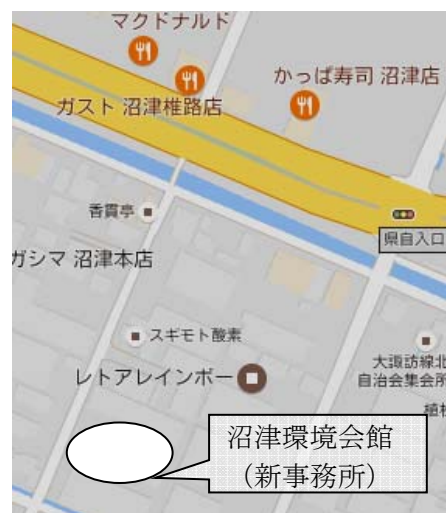 マクドナルド
かっぱ寿司 沼津店
ガスト 沼津椎路店
香貫亭
県自入口
ガシマ 沼津本店
スギモト酸素
大諏訪線北
自治会集会所
レトアレインボー
植松
沼津環境会館
（新事務所）